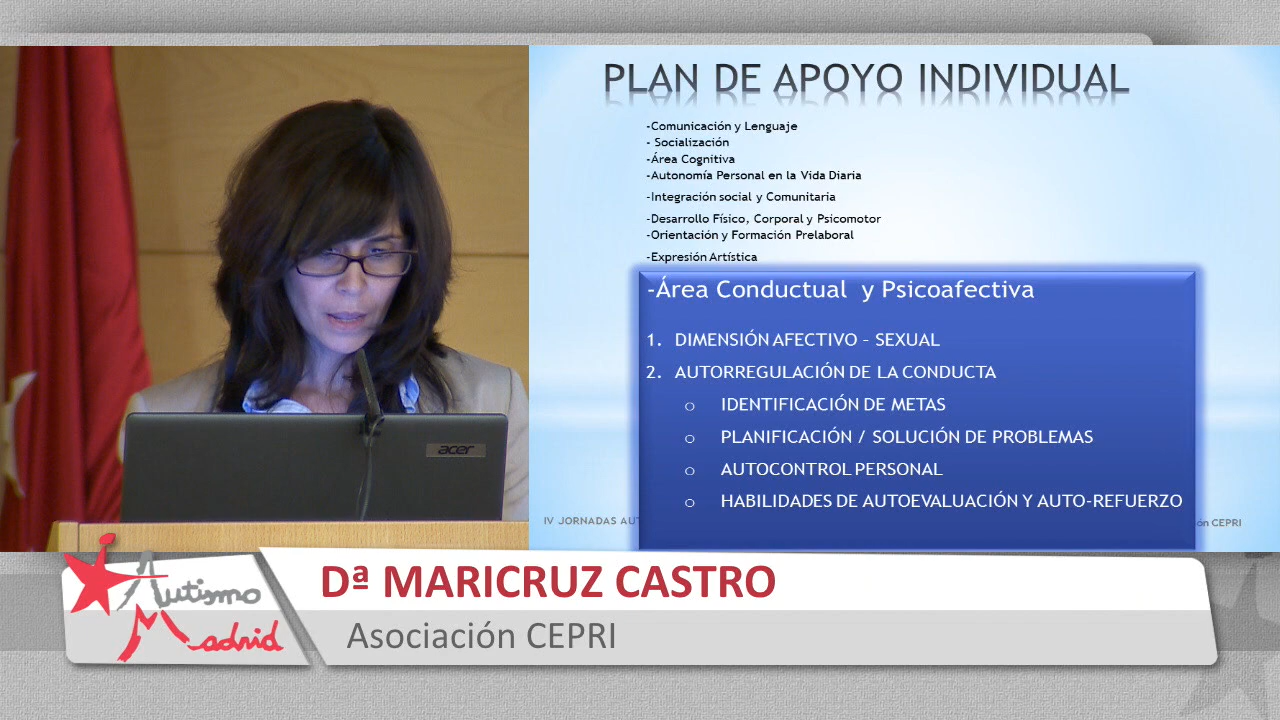 PLAN DE APOYO INDIVIDUAL
-Comunicación y Lenguaje
- Socialización
-Área Cognitiva
-Autonomía Personal en la Vida Diaria
-Integración social y Comunitaria
-Desarrollo Físico, Corporal y Psicomotor
-Orientación y Formación Prelaboral
-Expresión Artística
-Área Conductual y Psicoafectiva
1. DIMENSIÓN AFECTIVO – SEXUAL
2. AUTORREGULACIÓN DE LA CONDUCTA
o IDENTIFICACIÓN DE METAS
o PLANIFICACIÓN / SOLUCIÓN DE PROBLEMAS
o AUTOCONTROL PERSONAL
o HABILIDADES DE AUTOEVALUACIÓN Y AUTO-REFUERZO
IV JORNADAS CEPRI
acer
Autismo
Madrid
Dª MARICRUZ CASTRO
Asociación CEPRI